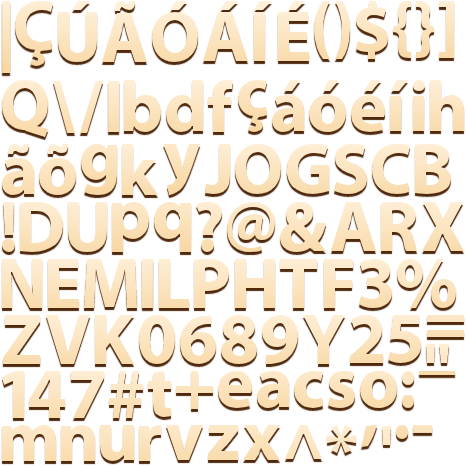 |ÇÚÃÓÁÍÉ()${}]
Q\/lbdfçáóéíih
ãõgkyJOGSCB
!DUpq?@&ARX
NEMILPHTF3%
ZVK0689Y25=
147#t+eacso:"–
mnurvzx^*,'".-